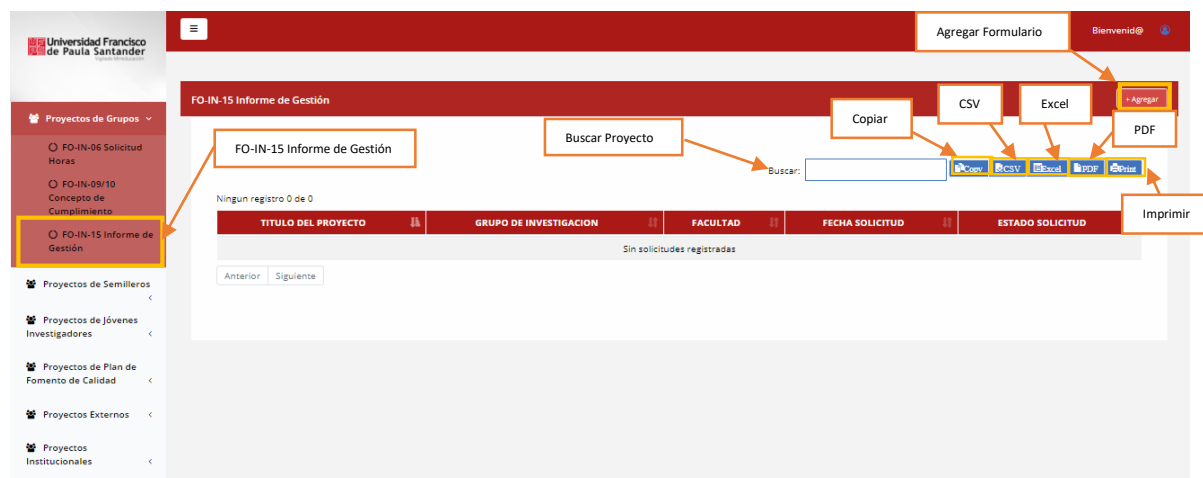 Universidad Francisco
de Paula Santander
Vigilada Mineducación
≡
Agregar Formulario
Bienvenid@
FO-IN-15 Informe de Gestión
+ Agregar
Proyectos de Grupos
FO-IN-06 Solicitud
Horas
FO-IN-09/10
Concepto de
Cumplimiento
FO-IN-15 Informe de
Gestión
Proyectos de Semilleros
Proyectos de Jóvenes
Investigadores
Proyectos de Plan de
Fomento de Calidad
Proyectos Externos
Proyectos
Institucionales
FO-IN-15 Informe de Gestión
Buscar Proyecto
Copiar
CSV
Excel
PDF
Imprimir
Buscar:
Copy CSV Excel PDF Print
Ningun registro 0 de 0
TITULO DEL PROYECTO GRUPO DE INVESTIGACION FACULTAD FECHA SOLICITUD ESTADO SOLICITUD
Sin solicitudes registradas
Anterior Siguiente